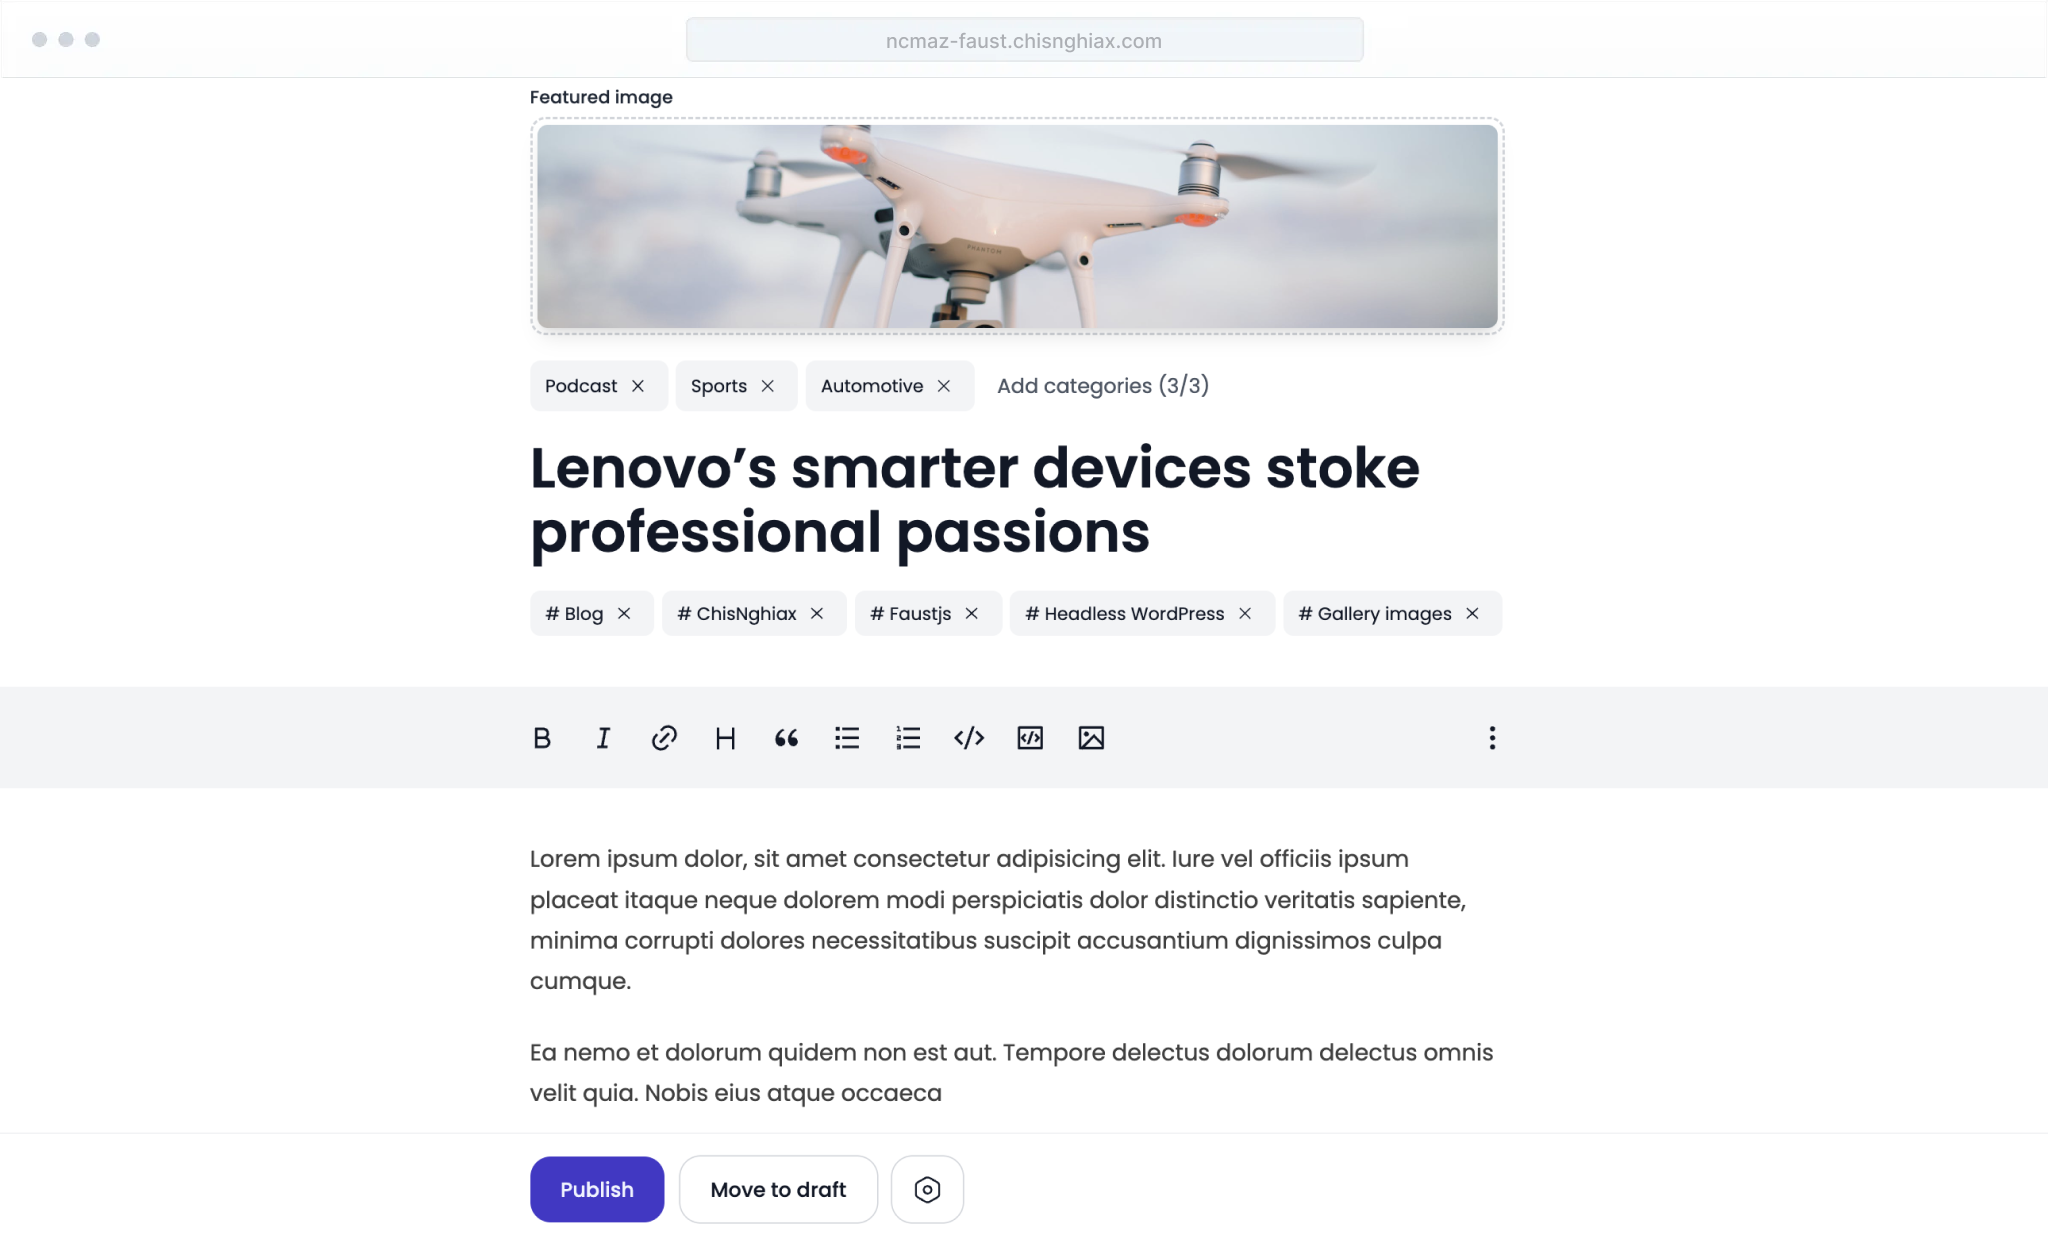 ncmaz-faust.chisnghiax.com
Featured image
PHANTOM
Podcast
Sports
Automotive
Add categories (3/3)
Lenovo’s smarter devices stoke
professional passions
# Blog
# ChisNghiax
# Faustjs
# Headless WordPress
# Gallery images
Lorem ipsum dolor, sit amet consectetur adipisicing elit. Iure vel officiis ipsum
placeat itaque neque dolorem modi perspiciatis dolor distinctio veritatis sapiente,
minima corrupti dolores necessitatibus suscipit accusantium dignissimos culpa
cumque.
Ea nemo et dolorum quidem non est aut. Tempore delectus dolorum delectus omnis
velit quia. Nobis eius atque occaeca
Publish
Move to draft